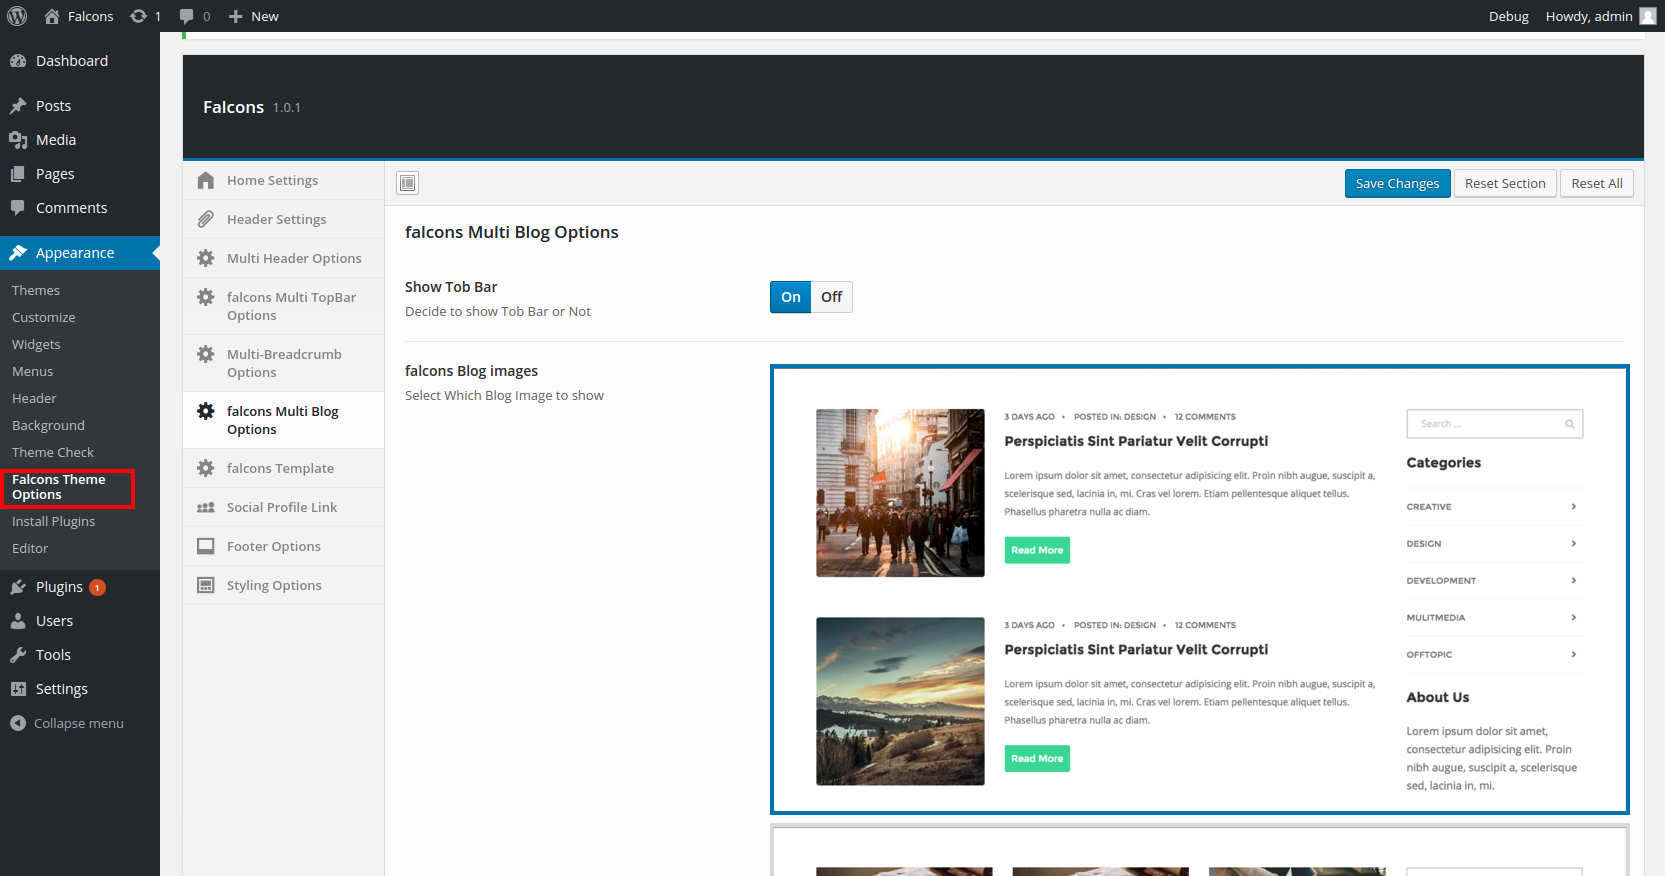 Falcons
1
0
New
Debug
Howdy, admin
Dashboard
Posts
Media
Pages
Comments
Appearance
Themes
Customize
Widgets
Menus
Header
Background
Theme Check
Falcons Theme
Options
Install Plugins
Editor
Plugins 1
Users
Tools
Settings
Collapse menu
Falcons 1.0.1
Home Settings
Header Settings
Multi Header Options
falcons Multi TopBar
Options
Multi-Breadcrumb
Options
falcons Multi Blog
Options
falcons Template
Social Profile Link
Footer Options
Styling Options
Save Changes
Reset Section
Reset All
falcons Multi Blog Options
Show Tob Bar
Decide to show Tob Bar or Not
On
Off
falcons Blog images
Select Which Blog Image to show
3 DAYS AGO • POSTED IN: DESIGN • 12 COMMENTS
Perspiciatis Sint Pariatur Velit Corrupti
Lorem ipsum dolor sit amet, consectetur adipisicing elit. Proin nibh augue, suscipit a,
scelerisque sed, lacinia in, mi. Cras vel lorem. Etiam pellentesque aliquet tellus.
Phasellus pharetra nulla ac diam.
Read More
3 DAYS AGO • POSTED IN: DESIGN • 12 COMMENTS
Perspiciatis Sint Pariatur Velit Corrupti
Lorem ipsum dolor sit amet, consectetur adipisicing elit. Proin nibh augue, suscipit a,
scelerisque sed, lacinia in, mi. Cras vel lorem. Etiam pellentesque aliquet tellus.
Phasellus pharetra nulla ac diam.
Read More
Search ...
Categories
CREATIVE
DESIGN
DEVELOPMENT
MULITMEDIA
OFFTOPIC
About Us
Lorem ipsum dolor sit amet,
consectetur adipisicing elit. Proin
nibh augue, suscipit a, scelerisque
sed, lacinia in, mi.